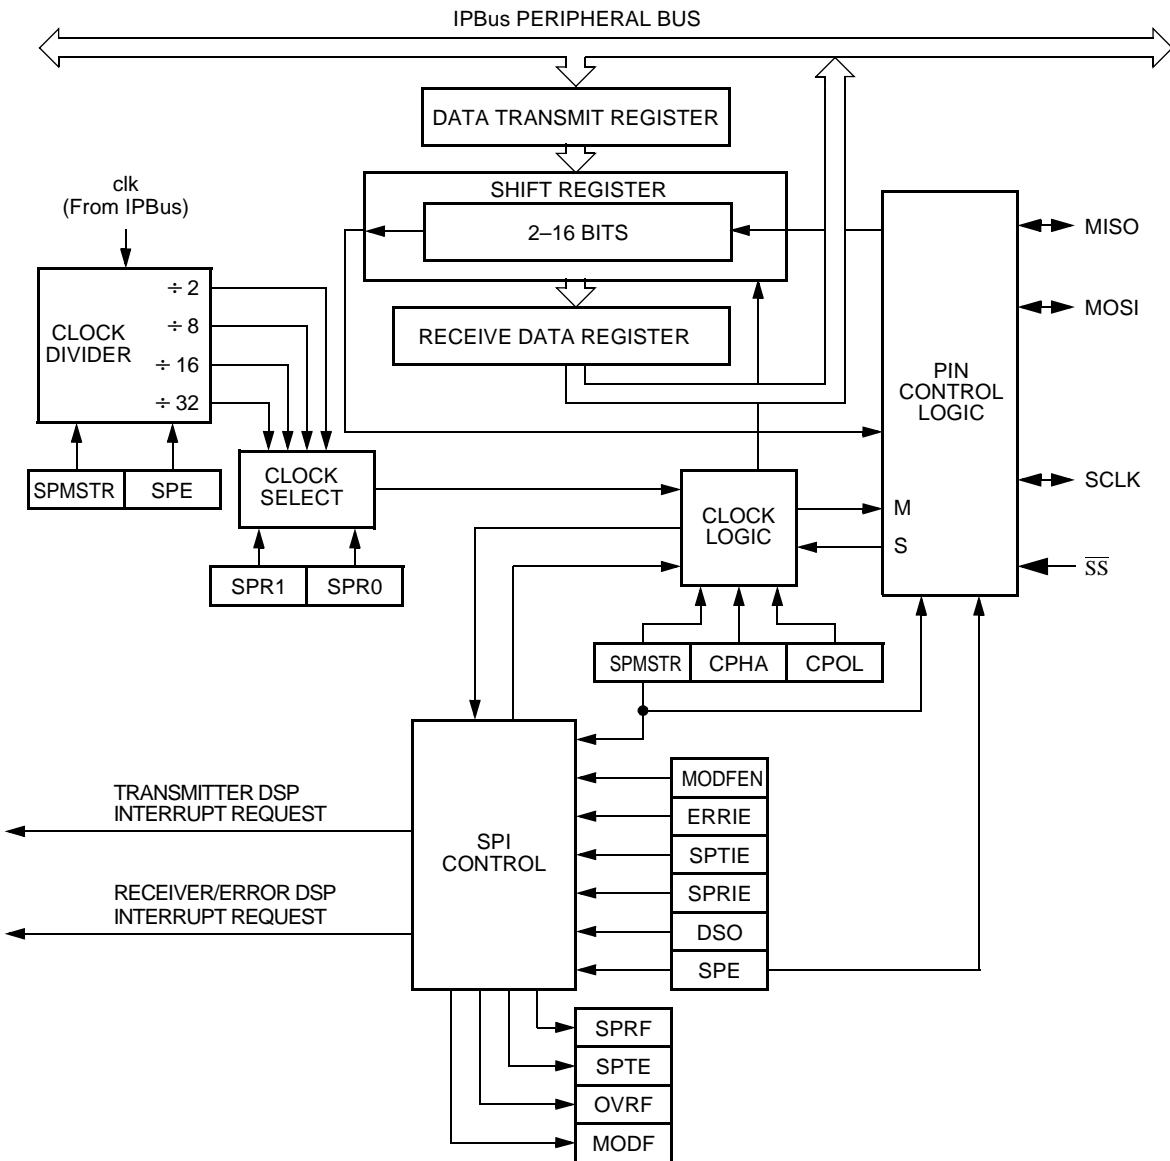 IPBus PERIPHERAL BUS
DATA TRANSMIT REGISTER
SHIFT REGISTER
2–16 BITS
RECEIVE DATA REGISTER
clk
(From IPBus)
CLOCK
DIVIDER
÷ 2
÷ 8
÷ 16
÷ 32
SPMSTR
SPE
CLOCK
SELECT
SPR1
SPR0
CLOCK
LOGIC
SPMSTR
CPHA
CPOL
PIN
CONTROL
LOGIC
M
S
MISO
MOSI
SCLK
SS
TRANSMITTER DSP
INTERRUPT REQUEST
RECEIVER/ERROR DSP
INTERRUPT REQUEST
SPI
CONTROL
MODFEN
ERRIE
SPTIE
SPRIE
DSO
SPE
SPRF
SPTE
OVRF
MODF